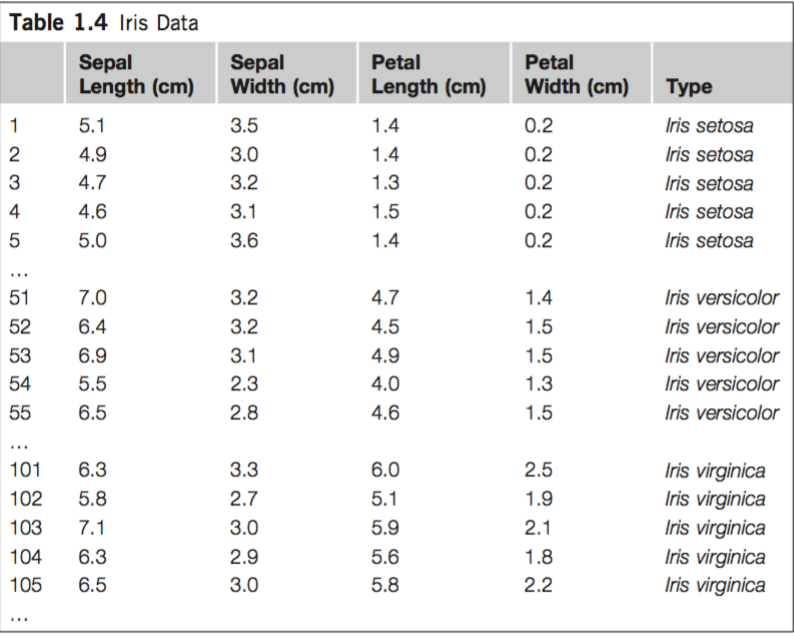 Table 1.4 Iris Data
Sepal Length (cm) Sepal Width (cm) Petal Length (cm) Petal Width (cm) Type
1 5.1 3.5 1.4 0.2 Iris setosa
2 4.9 3.0 1.4 0.2 Iris setosa
3 4.7 3.2 1.3 0.2 Iris setosa
4 4.6 3.1 1.5 0.2 Iris setosa
5 5.0 3.6 1.4 0.2 Iris setosa
...
51 7.0 3.2 4.7 1.4 Iris versicolor
52 6.4 3.2 4.5 1.5 Iris versicolor
53 6.9 3.1 4.9 1.5 Iris versicolor
54 5.5 2.3 4.0 1.3 Iris versicolor
55 6.5 2.8 4.6 1.5 Iris versicolor
...
101 6.3 3.3 6.0 2.5 Iris virginica
102 5.8 2.7 5.1 1.9 Iris virginica
103 7.1 3.0 5.9 2.1 Iris virginica
104 6.3 2.9 5.6 1.8 Iris virginica
105 6.5 3.0 5.8 2.2 Iris virginica
...